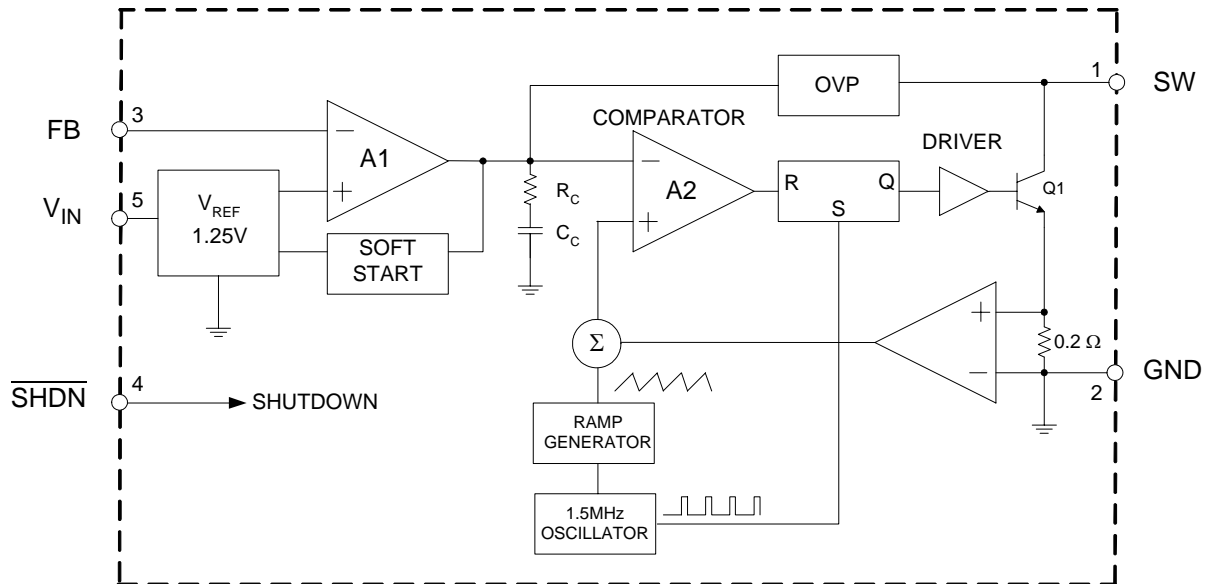 OVP
1
SW
3
FB
−
A1
+
COMPARATOR
−
A2
+
DRIVER
R
Q
S
Q1
5
V_IN
V_REF
1.25V
R_C
C_C
SOFT
START
Σ
+
−
0.2 Ω
GND
2
4
SHDN
SHUTDOWN
RAMP
GENERATOR
1.5MHz
OSCILLATOR